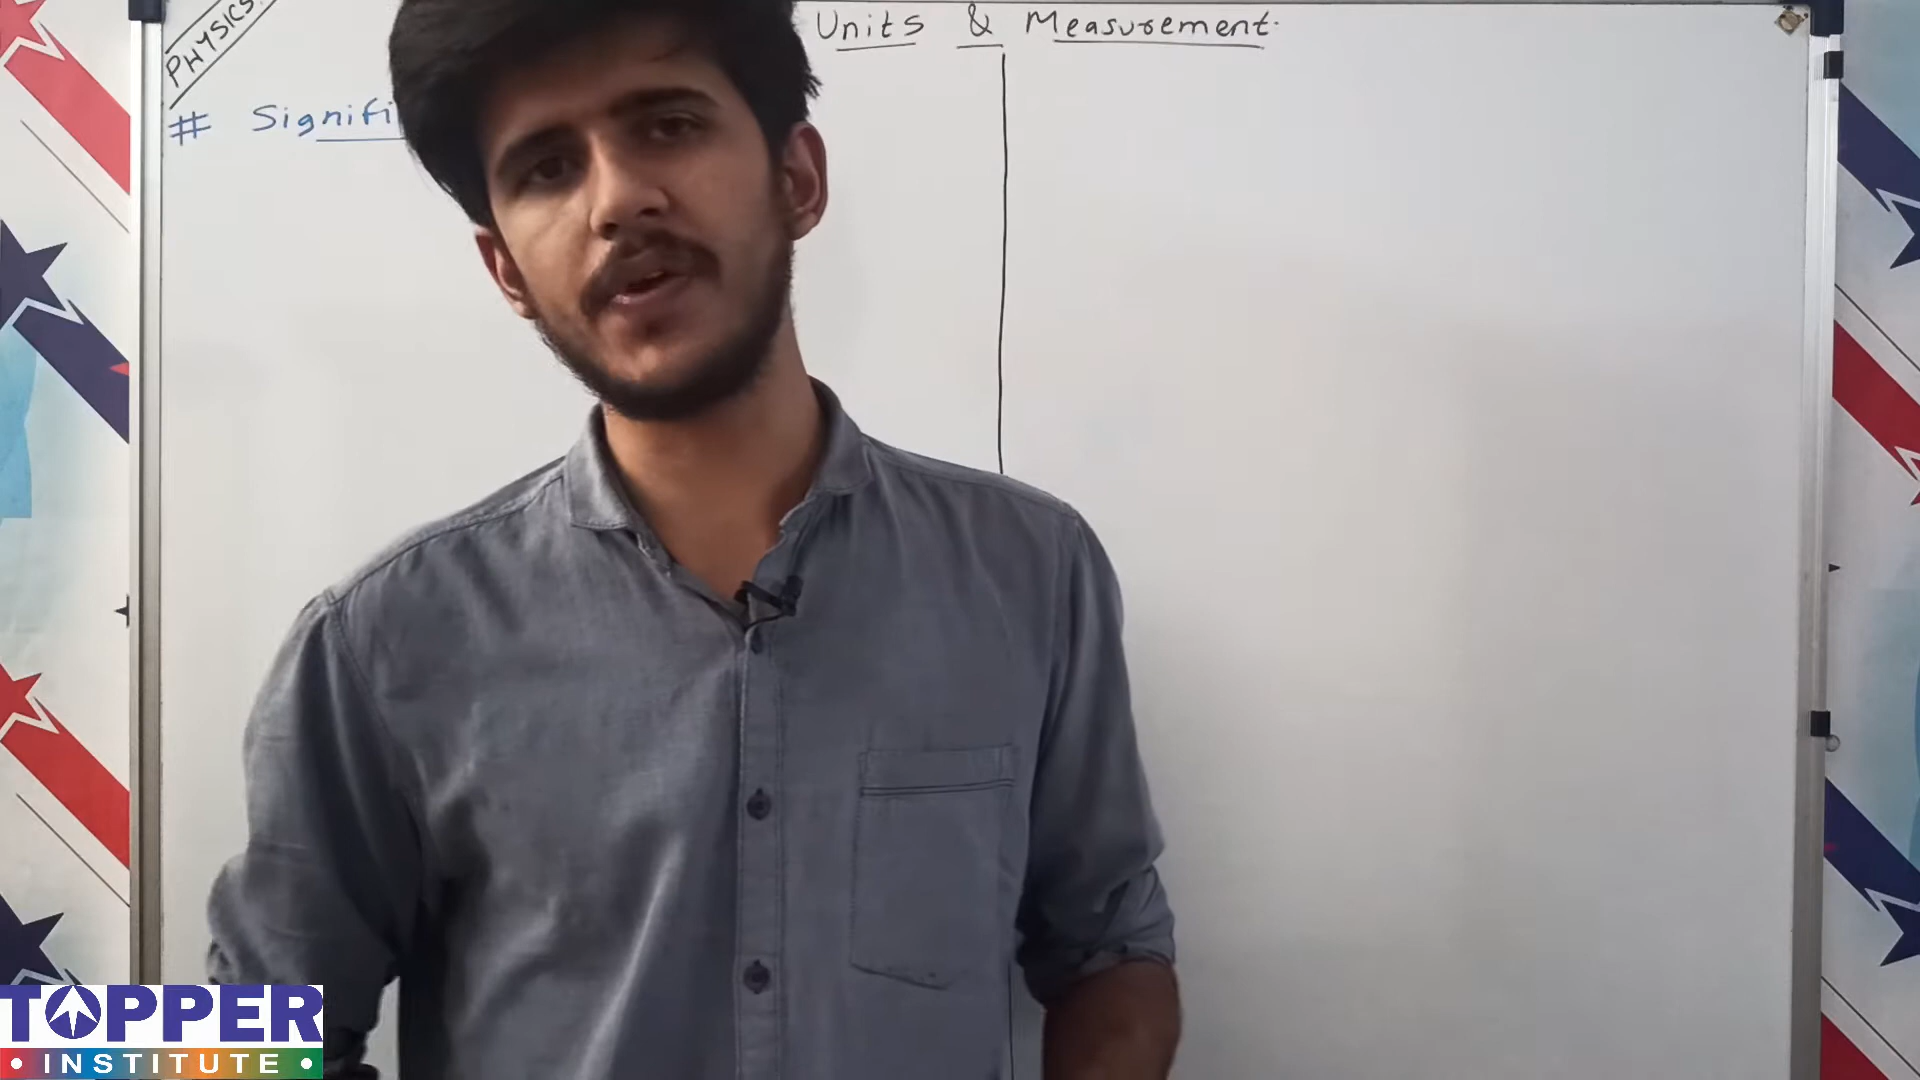 PHYSICS
Units & Measurement.
# Signifi
TOPPER
• INSTITUTE •